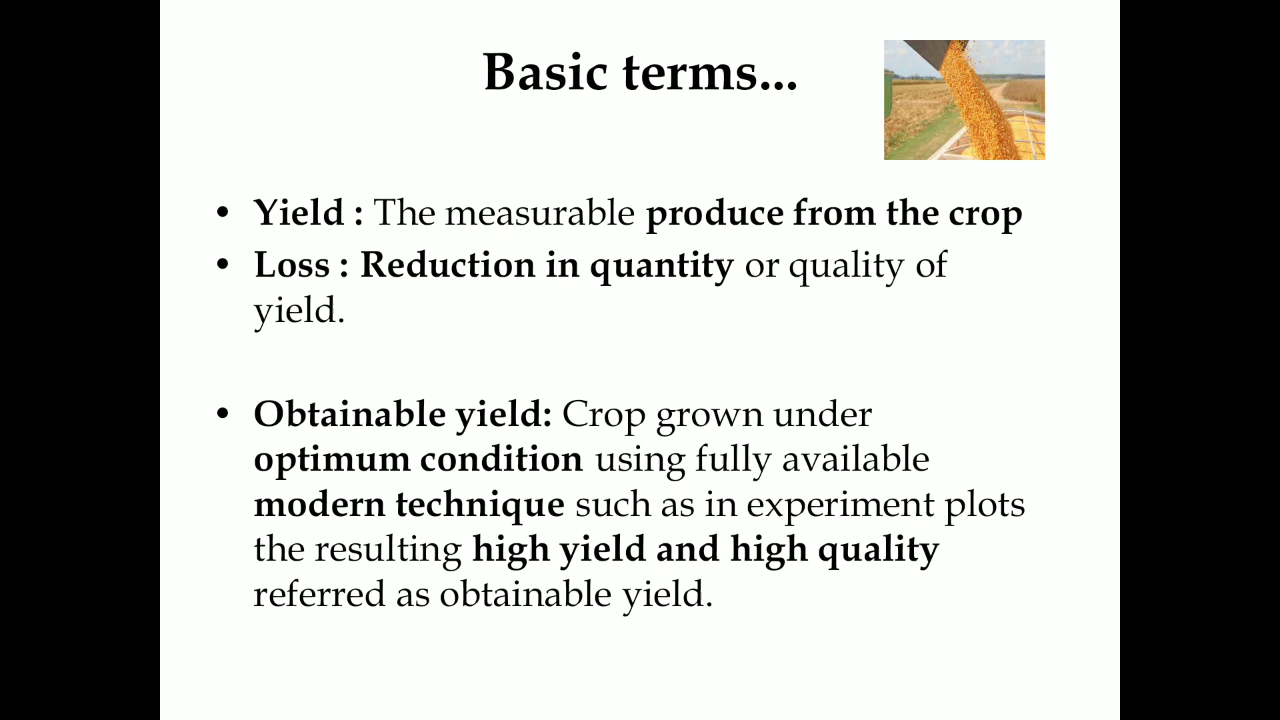 Basic terms...
• Yield : The measurable produce from the crop
• Loss : Reduction in quantity or quality of
yield.
• Obtainable yield: Crop grown under
optimum condition using fully available
modern technique such as in experiment plots
the resulting high yield and high quality
referred as obtainable yield.